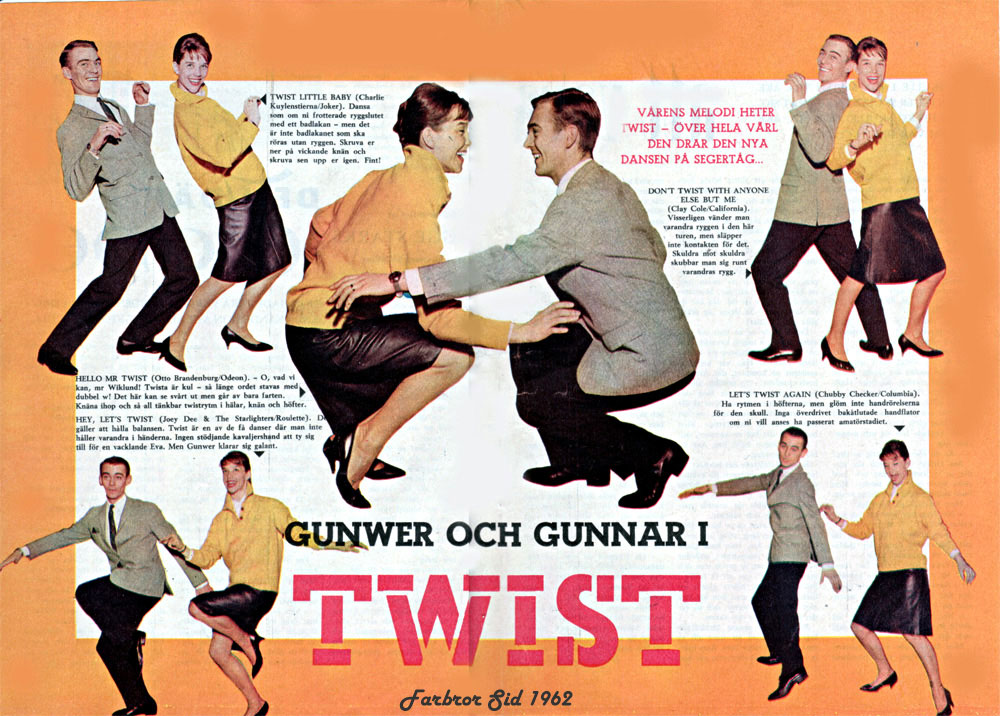 TWIST LITTLE BABY (Charlie
Kuylenstierna/Joker). Dansa
som om ni frotterade ryggslutet
med ett badlakan – men det
är inte badlakanet som ska
röras utan ryggen. Skruva er
ner på vickande knän och
skruva sen upp er igen. Fint!
VÅRENS MELODI HETER
TWIST – ÖVER HELA VÄRL
DEN DRAR DEN NYA
DANSEN PÅ SEGERTÅG...
DON'T TWIST WITH ANYONE
ELSE BUT ME
(Clay Cole/California).
Visserligen vänder man
varandra ryggen i den här
turen, men släpper
inte kontakten för det.
Skuldra mot skuldra
skubbar man sig runt
varandras rygg.
HELLO MR TWIST (Otto Brandenburg/Odeon). – O, vad vi
kan, mr Wiklund! Twista är kul – så länge ordet stavas med
dubbel w! Det här kan se svårt ut men går av bara farten.
Knäna ihop och så all tänkbar twistrytm i hälar, knän och höfter.
HEY, LET'S TWIST (Joey Dee & The Starlighters/Roulette). De
gäller att hålla balansen. Twist är en av de få danser där man inte
håller varandra i händerna. Ingen stödjande kavaljershand att ty sig
till för en vacklande Eva. Men Gunwer klarar sig galant.
LET'S TWIST AGAIN (Chubby Checker/Columbia).
Ha rytmen i höfterna, men glöm inte handrörelserna
för den skull. Inga överdrivet bakåtlutade handflator
om ni vill anses ha passerat amatörstadiet.
GUNWER OCH GUNNAR I
TWIST
Farbror Sid 1962